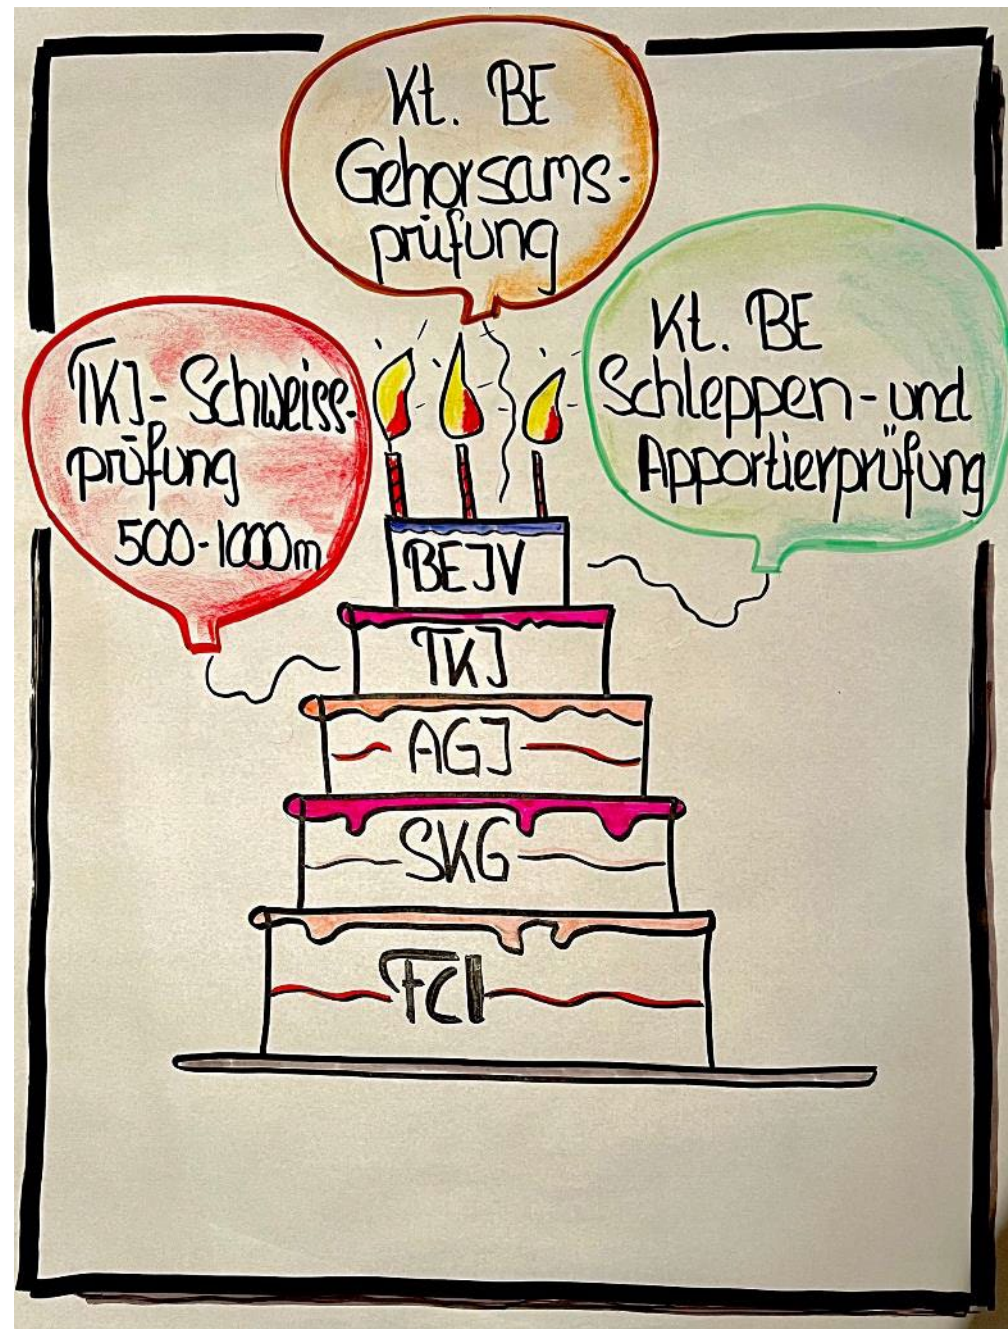 Kt. BE
Gehorsams-
prüfung
TKJ-Schweiss-
prüfung
500-1000m
Kt. BE
Schleppen-und
Apportierprüfung
BEJV
TKJ
AGJ
SKG
FCI